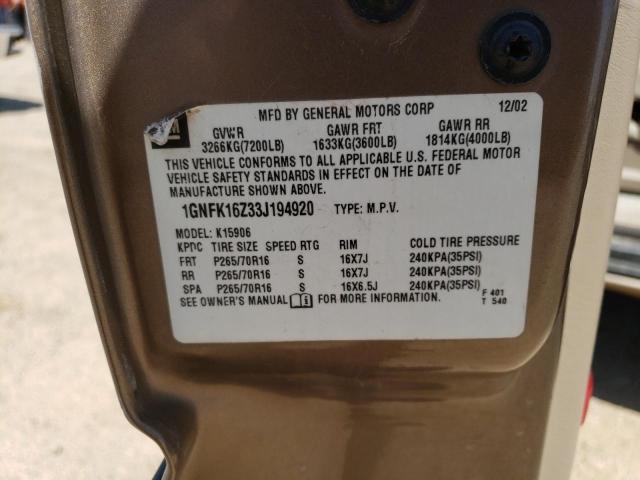 MFD BY GENERAL MOTORS CORP 12/02
GVWR GAWR FRT GAWR RR
3266KG(7200LB) 1633KG(3600LB) 1814KG(4000LB)
THIS VEHICLE CONFORMS TO ALL APPLICABLE U.S. FEDERAL MOTOR
VEHICLE SAFETY STANDARDS IN EFFECT ON THE DATE OF
MANUFACTURE SHOWN ABOVE.
1GNFK16Z33J194920 TYPE: M.P.V.
MODEL: K15906
TIRE SIZE SPEED RTG RIM COLD TIRE PRESSURE
FRT P265/70R16 S 16X7J 240KPA(35PSI)
RR P265/70R16 S 16X7J 240KPA(35PSI)
SPA P265/70R16 S 16X6.5J 240KPA(35PSI)
SEE OWNER'S MANUAL i FOR MORE INFORMATION.
F 401
T 540